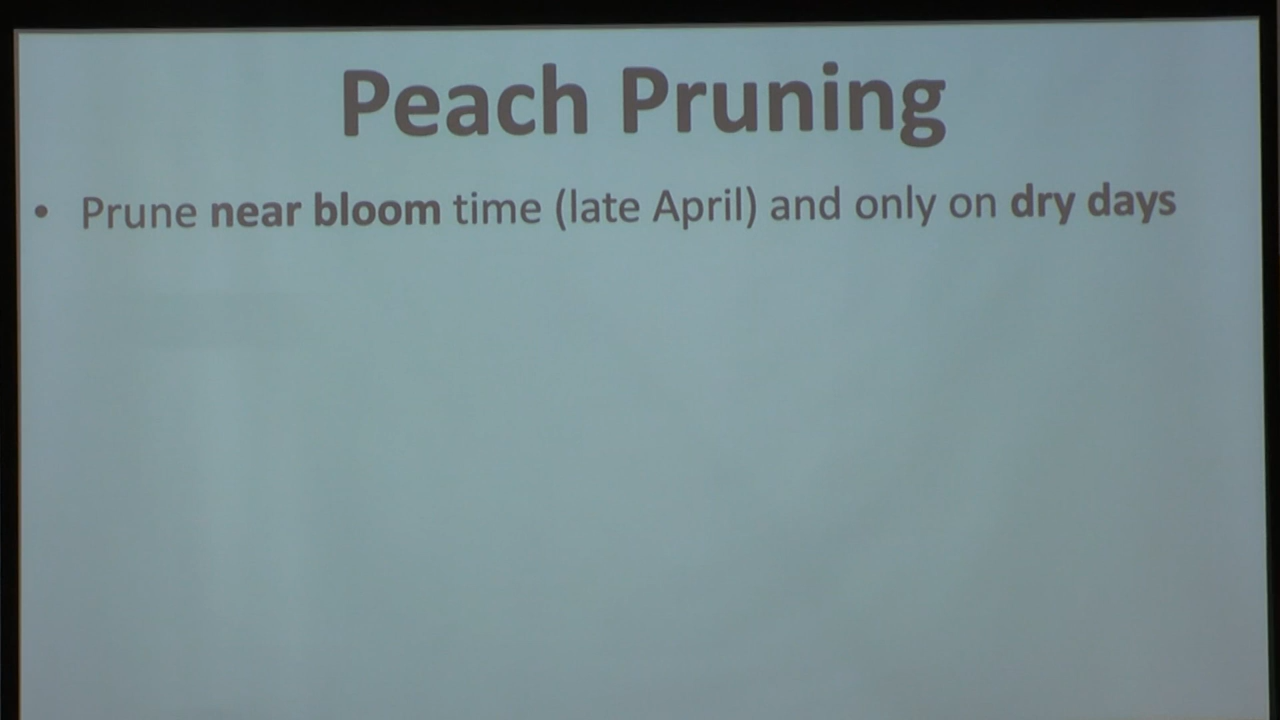 Peach Pruning
• Prune near bloom time (late April) and only on dry days